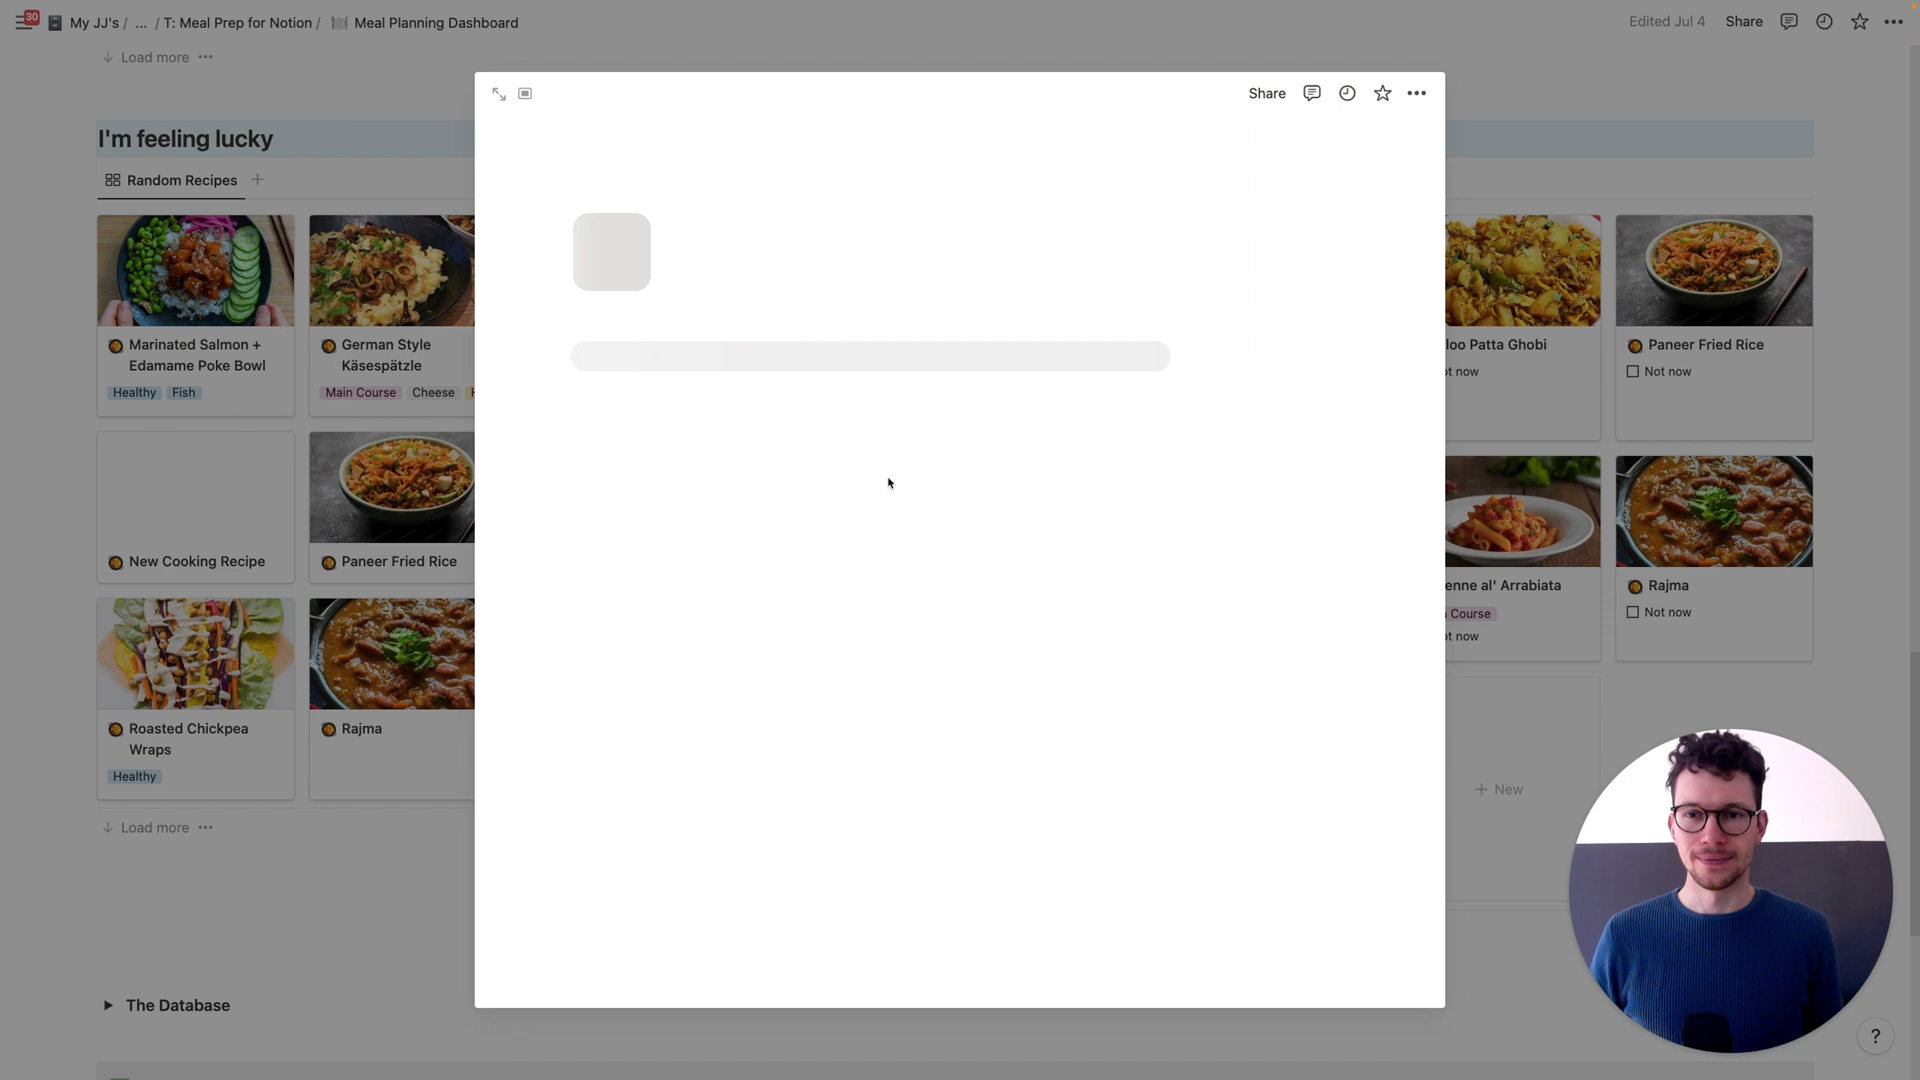 30
My JJ's / ... / T: Meal Prep for Notion / Meal Planning Dashboard
Edited Jul 4 Share
Load more
Share
I'm feeling lucky
Random Recipes
Marinated Salmon +
Edamame Poke Bowl
Healthy Fish
German Style
Käsespätzle
Main Course Cheese
loo Patta Ghobi
ot now
Paneer Fried Rice
Not now
New Cooking Recipe
Paneer Fried Rice
enne al' Arrabiata
Course
ot now
Rajma
Not now
Roasted Chickpea
Wraps
Healthy
Rajma
New
Load more
The Database
?